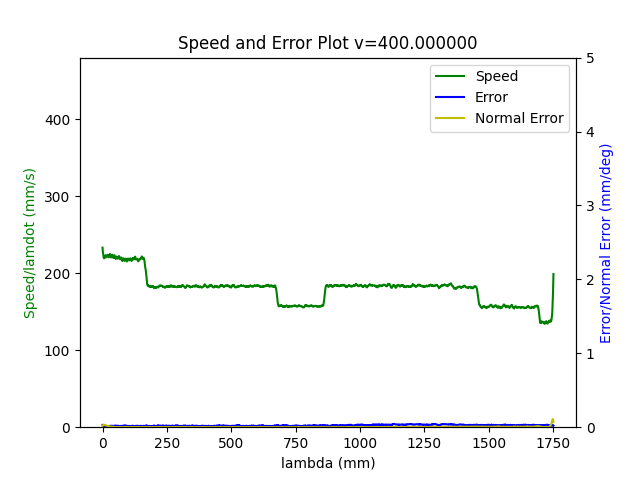 Speed and Error Plot v=400.000000
Speed
Error
Normal Error
Speed/lamdot (mm/s)
400
300
200
100
0
5
4
3
2
1
0
Error/Normal Error (mm/deg)
0 250 500 750 1000 1250 1500 1750
lambda (mm)